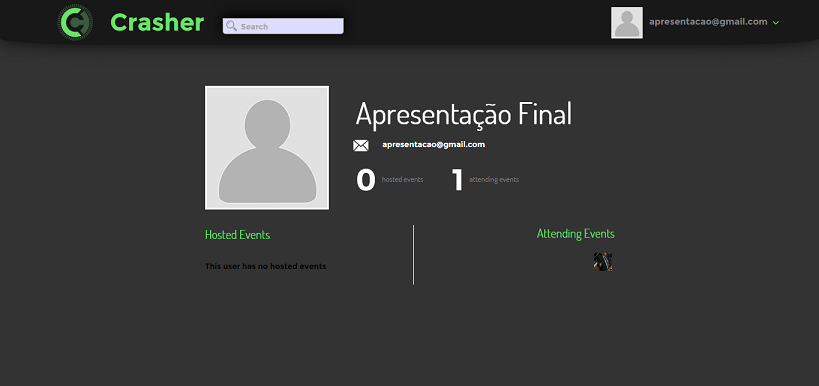 Crasher
Search
apresentacao@gmail.com
Apresentação Final
apresentacao@gmail.com
0 hosted events
1 attending events
Hosted Events
Attending Events
This user has no hosted events